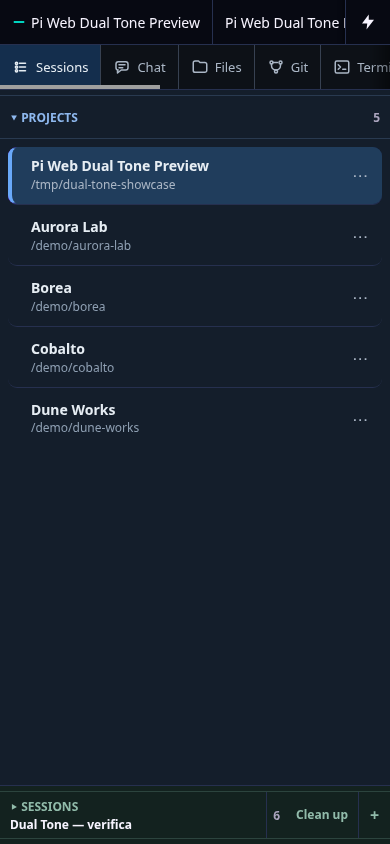 Pi Web Dual Tone Preview
Pi Web Dual Tone
Sessions
Chat
Files
Git
Termi
PROJECTS
5
Pi Web Dual Tone Preview
/tmp/dual-tone-showcase
Aurora Lab
/demo/aurora-lab
Borea
/demo/borea
Cobalto
/demo/cobalto
Dune Works
/demo/dune-works
SESSIONS
Dual Tone — verifica
6
Clean up
+